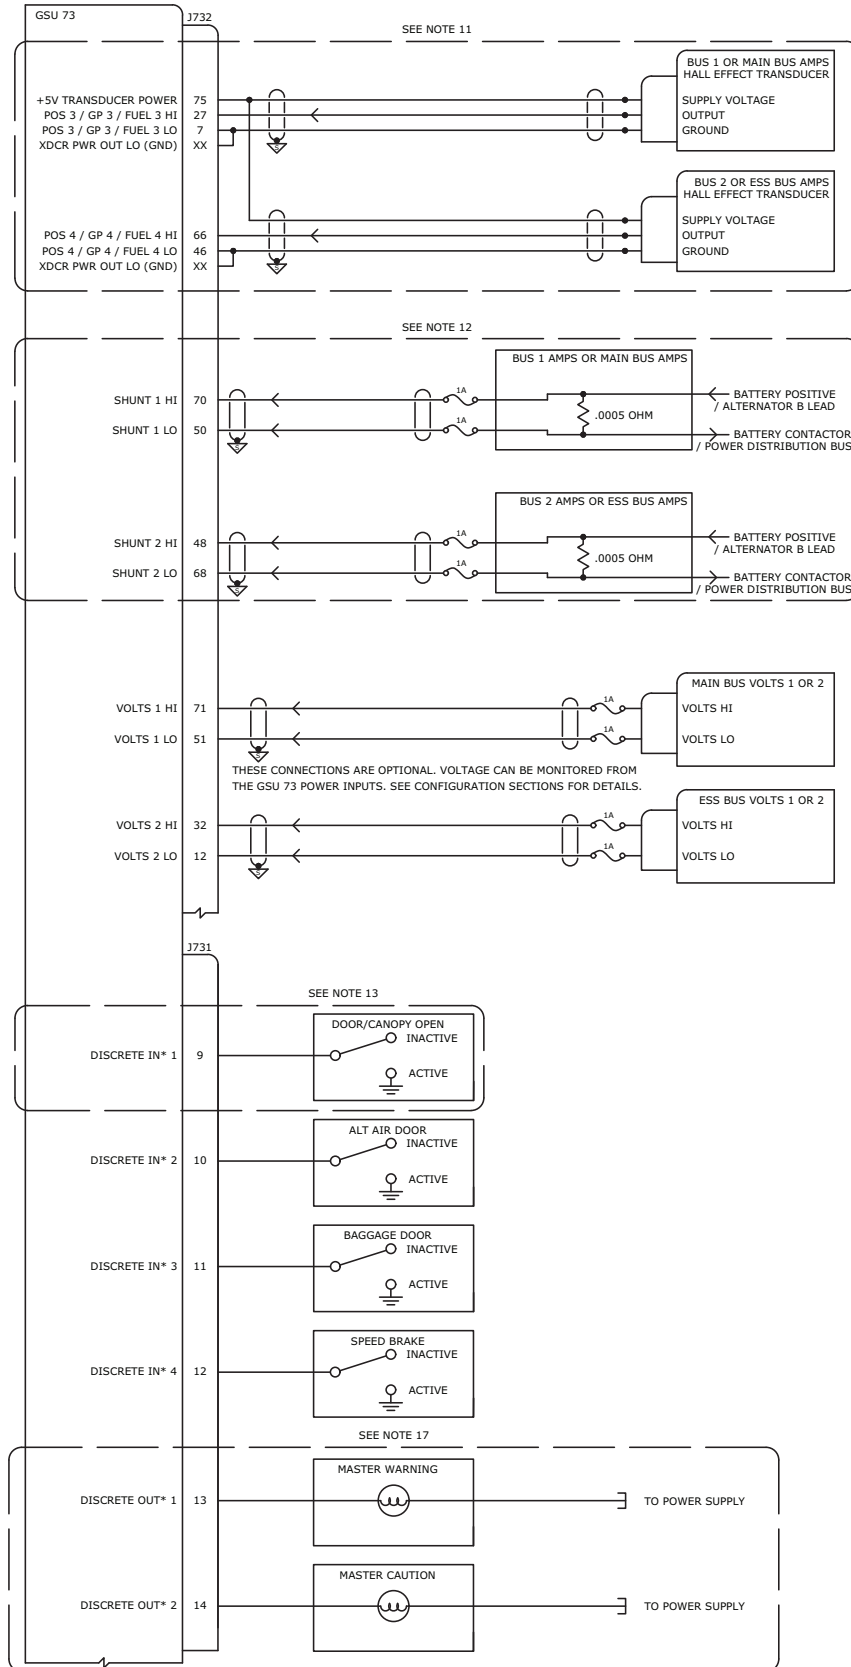 GSU 73
J732
SEE NOTE 11
BUS 1 OR MAIN BUS AMPS
HALL EFFECT TRANSDUCER
+5V TRANSDUCER POWER 75 SUPPLY VOLTAGE
POS 3 / GP 3 / FUEL 3 HI 27 OUTPUT
POS 3 / GP 3 / FUEL 3 LO 7 GROUND
XDCR PWR OUT LO (GND) XX
S
BUS 2 OR ESS BUS AMPS
HALL EFFECT TRANSDUCER
SUPPLY VOLTAGE
POS 4 / GP 4 / FUEL 4 HI 66 OUTPUT
POS 4 / GP 4 / FUEL 4 LO 46 GROUND
XDCR PWR OUT LO (GND) XX
S
SEE NOTE 12
BUS 1 AMPS OR MAIN BUS AMPS
SHUNT 1 HI 70 1A BATTERY POSITIVE
/ ALTERNATOR B LEAD
.0005 OHM
SHUNT 1 LO 50 1A BATTERY CONTACTOR
/ POWER DISTRIBUTION BUS
S
BUS 2 AMPS OR ESS BUS AMPS
SHUNT 2 HI 48 1A BATTERY POSITIVE
/ ALTERNATOR B LEAD
.0005 OHM
SHUNT 2 LO 68 1A BATTERY CONTACTOR
/ POWER DISTRIBUTION BUS
S
MAIN BUS VOLTS 1 OR 2
VOLTS 1 HI 71 1A VOLTS HI
VOLTS 1 LO 51 1A VOLTS LO
S
THESE CONNECTIONS ARE OPTIONAL. VOLTAGE CAN BE MONITORED FROM
THE GSU 73 POWER INPUTS. SEE CONFIGURATION SECTIONS FOR DETAILS.
ESS BUS VOLTS 1 OR 2
VOLTS 2 HI 32 1A VOLTS HI
VOLTS 2 LO 12 1A VOLTS LO
S
J731
SEE NOTE 13
DOOR/CANOPY OPEN
INACTIVE
DISCRETE IN* 1 9
ACTIVE
ALT AIR DOOR
INACTIVE
DISCRETE IN* 2 10
ACTIVE
BAGGAGE DOOR
INACTIVE
DISCRETE IN* 3 11
ACTIVE
SPEED BRAKE
INACTIVE
DISCRETE IN* 4 12
ACTIVE
SEE NOTE 17
MASTER WARNING
DISCRETE OUT* 1 13 TO POWER SUPPLY
MASTER CAUTION
DISCRETE OUT* 2 14 TO POWER SUPPLY